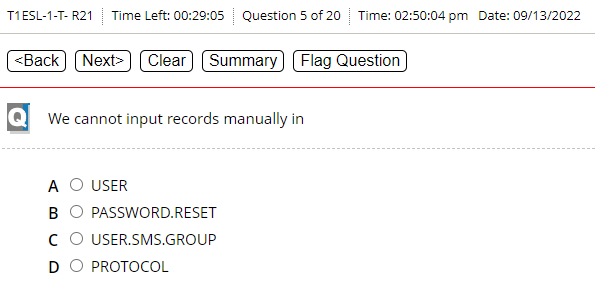 T1ESL-1-T- R21 Time Left: 00:29:05 Question 5 of 20 Time: 02:50:04 pm Date: 09/13/2022
<Back Next> Clear Summary Flag Question
Q We cannot input records manually in
A USER
B PASSWORD.RESET
C USER.SMS.GROUP
D PROTOCOL